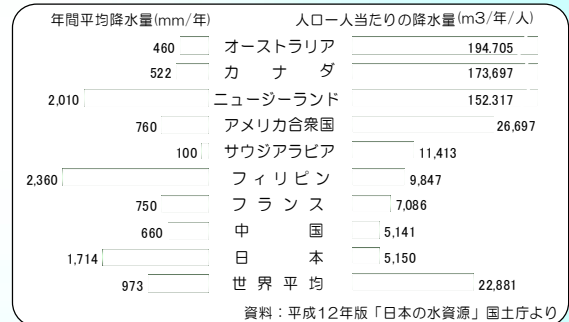 年間平均降水量(mm/年) 人口一人当たりの降水量(m3/年/人)
460 オーストラリア 194.705
522 カナダ 173,697
2,010 ニュージーランド 152.317
760 アメリカ合衆国 26,697
100 サウジアラビア 11,413
2,360 フィリピン 9,847
750 フランス 7,086
660 中国 5,141
1,714 日本 5,150
973 世界平均 22,881
資料：平成12年版「日本の水資源」国土庁より